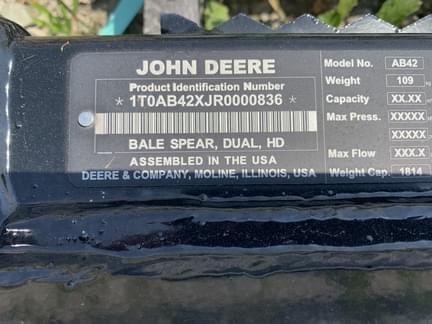 JOHN DEERE
Product Identification Number
* 1T0AB42XJR0000836 *
BALE SPEAR, DUAL, HD
ASSEMBLED IN THE USA
DEERE & COMPANY, MOLINE, ILLINOIS, USA
Model No. AB42
Weight 109
Capacity XX.XX
Max Press. XXXXX
XXXXX
Max Flow XXX.X
Weight Cap. 1814